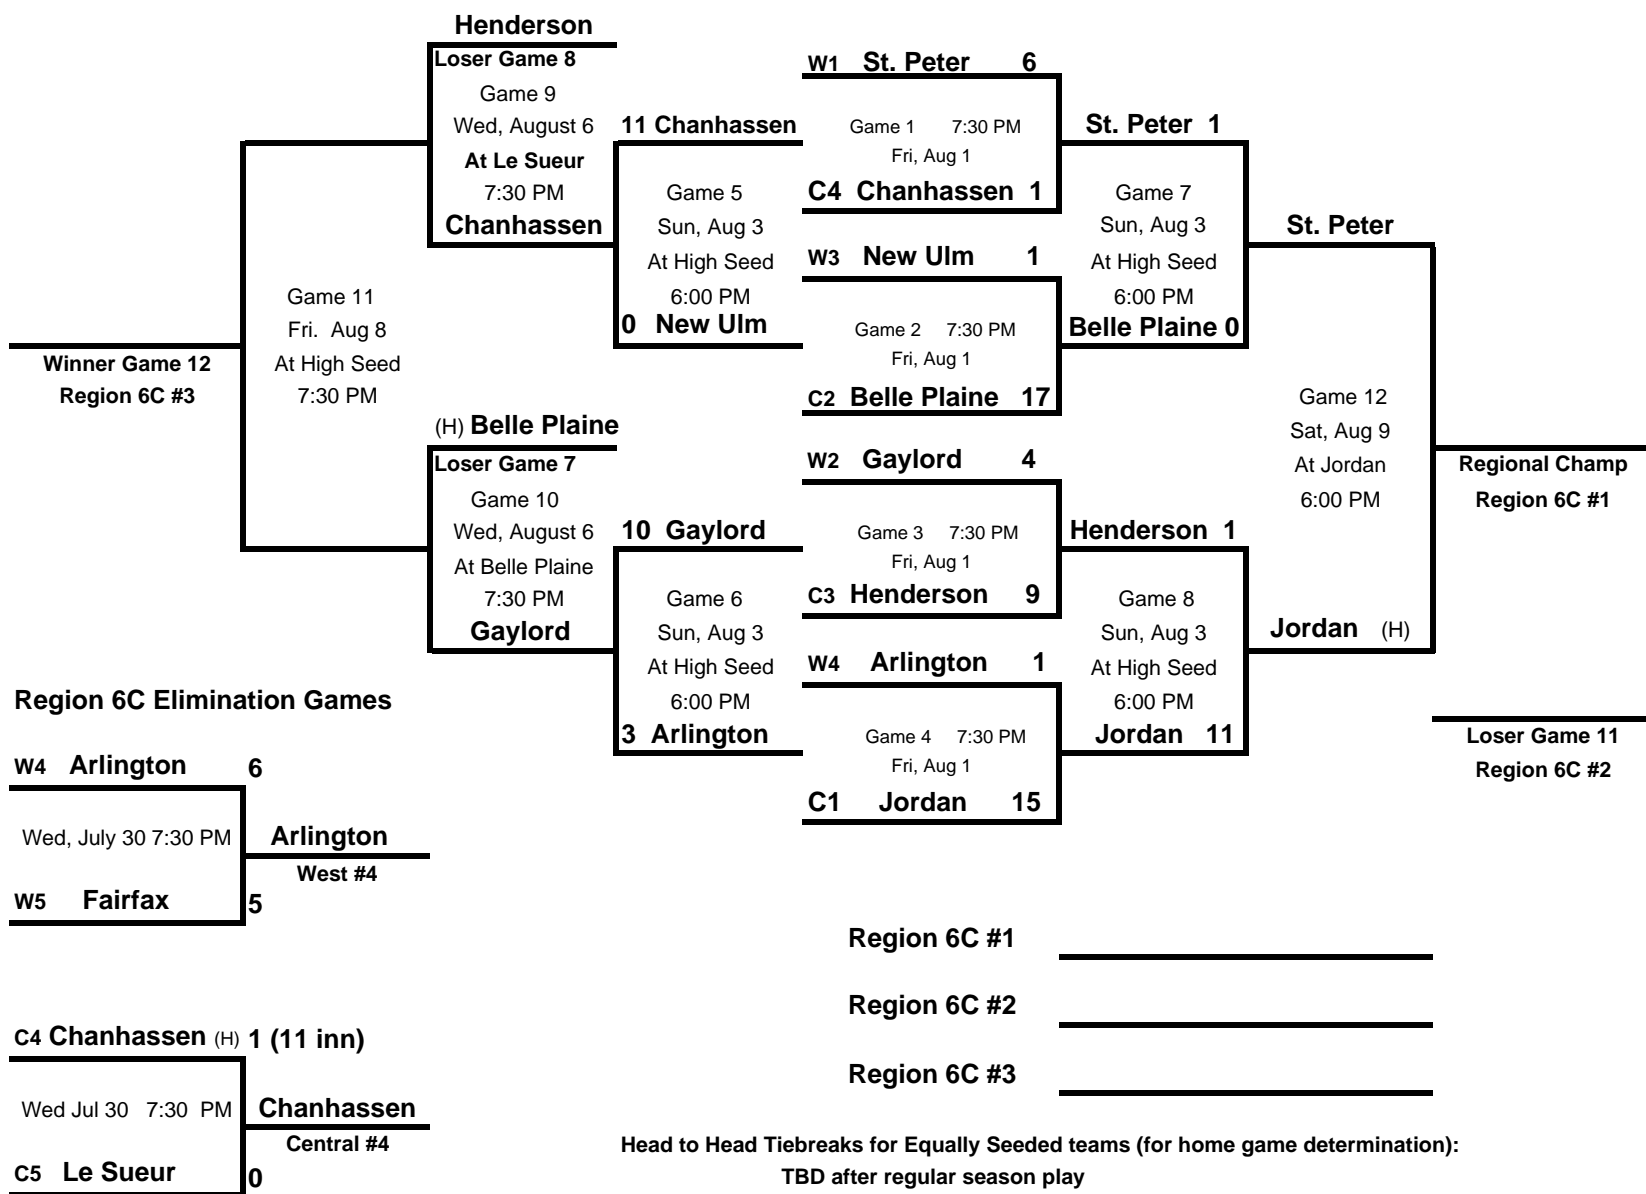 Henderson
Loser Game 8
Game 9
Wed, August 6
At Le Sueur
7:30 PM
Chanhassen
11 Chanhassen
Game 5
Sun, Aug 3
At High Seed
6:00 PM
0 New Ulm
W1 St. Peter 6
Game 1 7:30 PM
Fri, Aug 1
C4 Chanhassen 1
W3 New Ulm 1
Game 2 7:30 PM
Fri, Aug 1
C2 Belle Plaine 17
St. Peter 1
Game 7
Sun, Aug 3
At High Seed
6:00 PM
Belle Plaine 0
St. Peter
Game 11
Fri. Aug 8
At High Seed
7:30 PM
Winner Game 12
Region 6C #3
(H) Belle Plaine
Loser Game 7
Game 10
Wed, August 6
At Belle Plaine
7:30 PM
Gaylord
10 Gaylord
Game 6
Sun, Aug 3
At High Seed
6:00 PM
3 Arlington
W2 Gaylord 4
Game 3 7:30 PM
Fri, Aug 1
C3 Henderson 9
W4 Arlington 1
Game 4 7:30 PM
Fri, Aug 1
C1 Jordan 15
Henderson 1
Game 8
Sun, Aug 3
At High Seed
6:00 PM
Jordan 11
Game 12
Sat, Aug 9
At Jordan
6:00 PM
Jordan (H)
Regional Champ
Region 6C #1
Loser Game 11
Region 6C #2
Region 6C Elimination Games
W4 Arlington 6
Wed, July 30 7:30 PM
W5 Fairfax 5
Arlington
West #4
C4 Chanhassen (H) 1 (11 inn)
Wed Jul 30 7:30 PM
C5 Le Sueur 0
Chanhassen
Central #4
Region 6C #1
Region 6C #2
Region 6C #3
Head to Head Tiebreaks for Equally Seeded teams (for home game determination):
TBD after regular season play